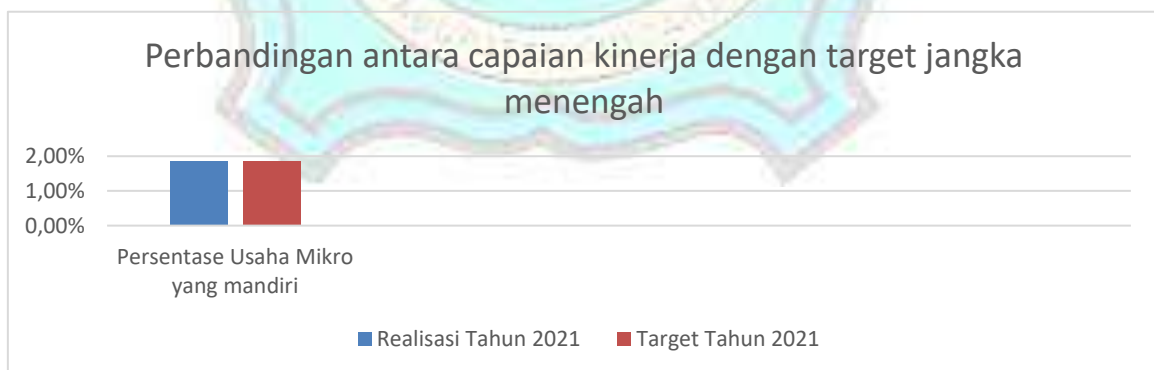 Perbandingan antara capaian kinerja dengan target jangka
menengah
2,00%
1,00%
0,00%
Persentase Usaha Mikro
yang mandiri
Realisasi Tahun 2021
Target Tahun 2021